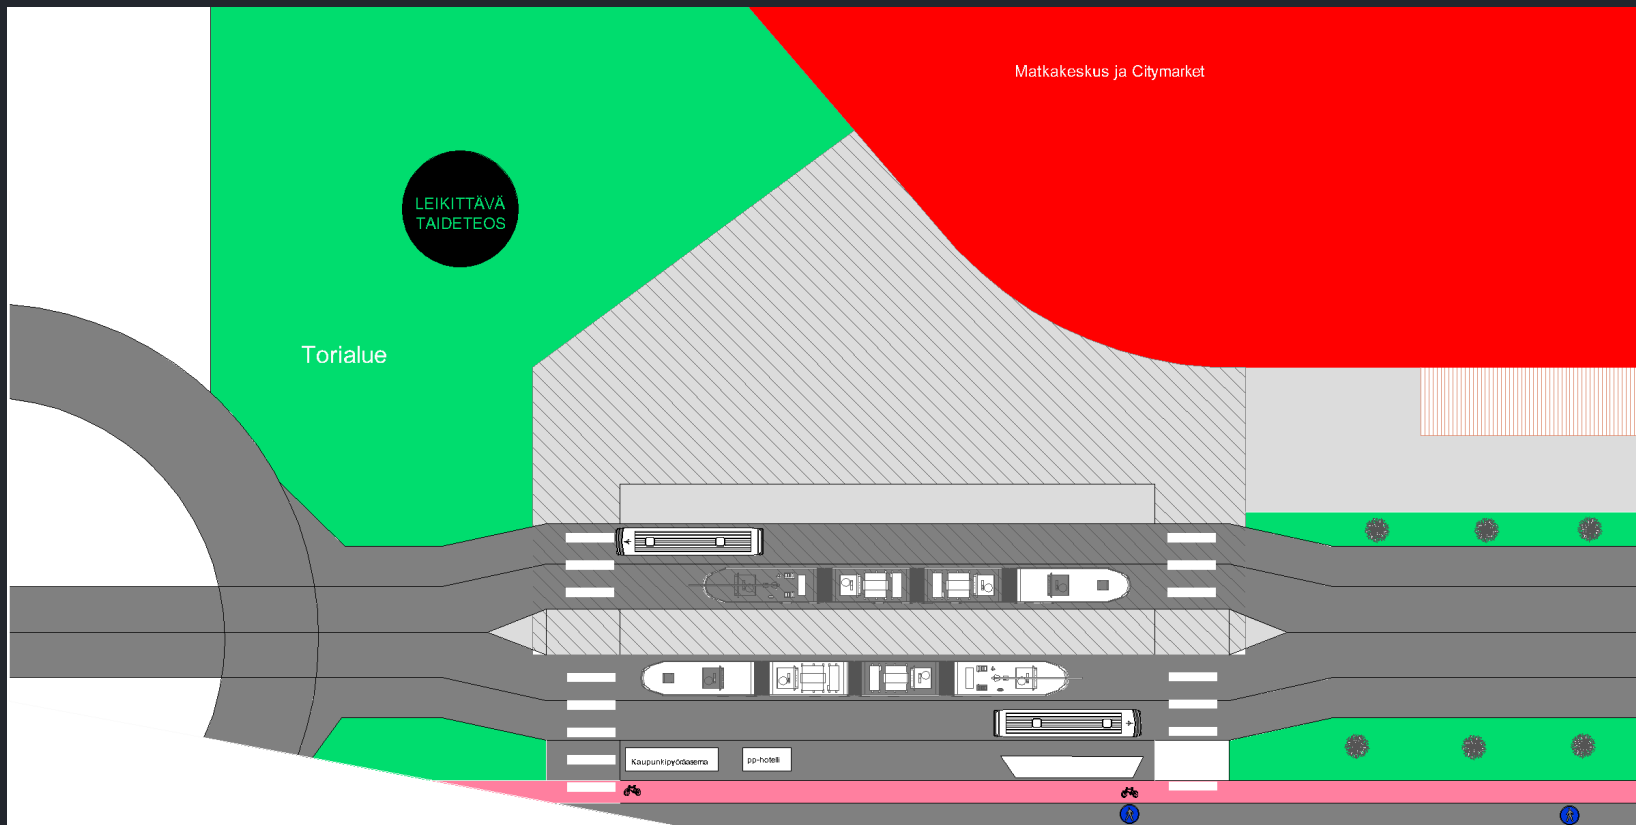 Matkakeskus ja Citymarket
LEIKITTÄVÄ
TAIDETEOS
Torialue
Kaupunkipyöräasema
pp-hotelli